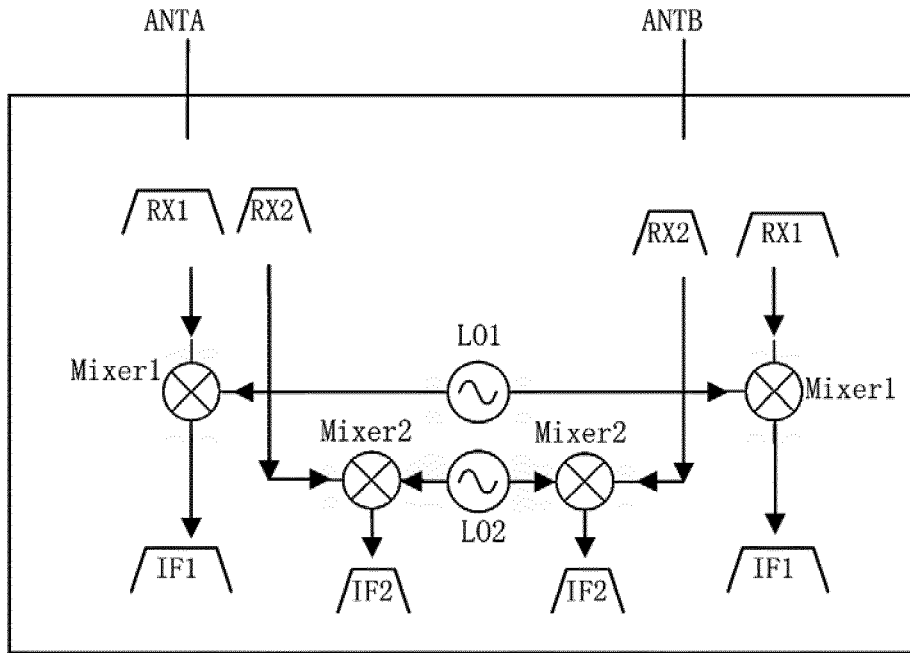 ANTA
ANTB
RX1
RX2
RX2
RX1
LO1
Mixer1
Mixer1
Mixer2
Mixer2
LO2
IF1
IF2
IF2
IF1